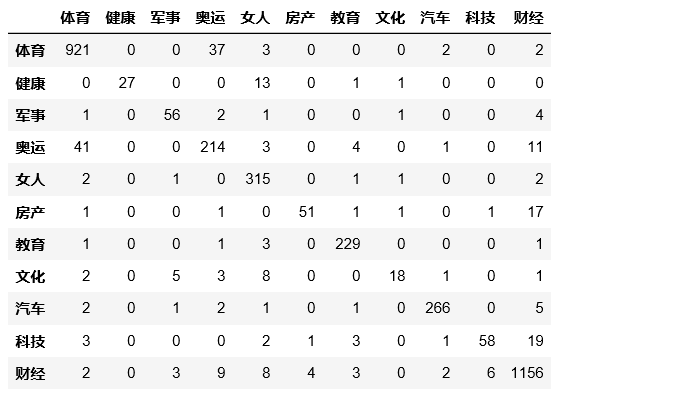 体育 健康 军事 奥运 女人 房产 教育 文化 汽车 科技 财经
体育 921 0 0 37 3 0 0 0 2 0 2
健康 0 27 0 0 13 0 1 1 0 0 0
军事 1 0 56 2 1 0 0 1 0 0 4
奥运 41 0 0 214 3 0 4 0 1 0 11
女人 2 0 1 0 315 0 1 1 0 0 2
房产 1 0 0 1 0 51 1 1 0 1 17
教育 1 0 0 1 3 0 229 0 0 0 1
文化 2 0 5 3 8 0 0 18 1 0 1
汽车 2 0 1 2 1 0 1 0 266 0 5
科技 3 0 0 0 2 1 3 0 1 58 19
财经 2 0 3 9 8 4 3 0 2 6 1156